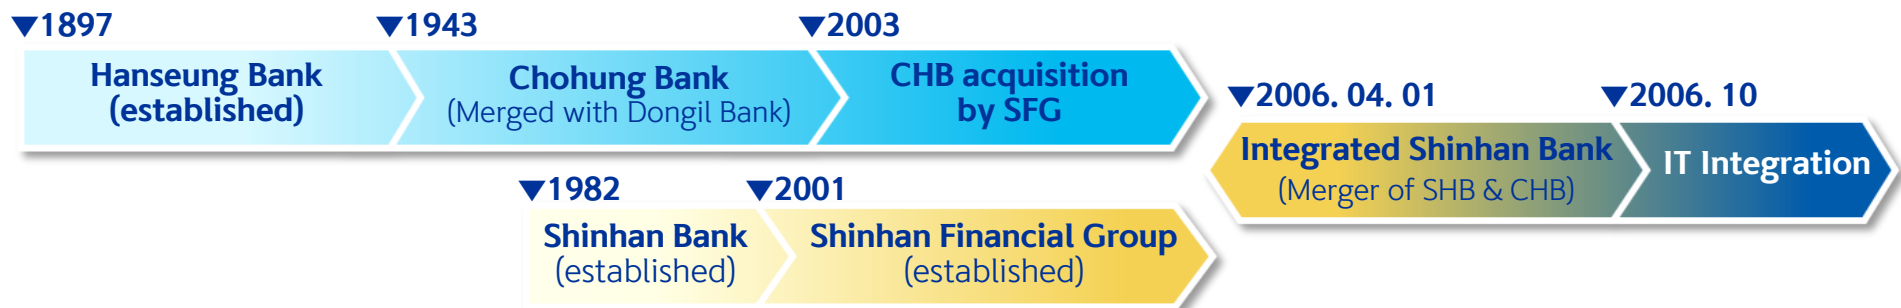 ▼1897
Hanseung Bank
(established)
▼1943
Chohung Bank
(Merged with Dongil Bank)
▼2003
CHB acquisition
by SFG
▼1982
Shinhan Bank
(established)
▼2001
Shinhan Financial Group
(established)
▼2006. 04. 01
Integrated Shinhan Bank
(Merger of SHB & CHB)
▼2006. 10
IT Integration